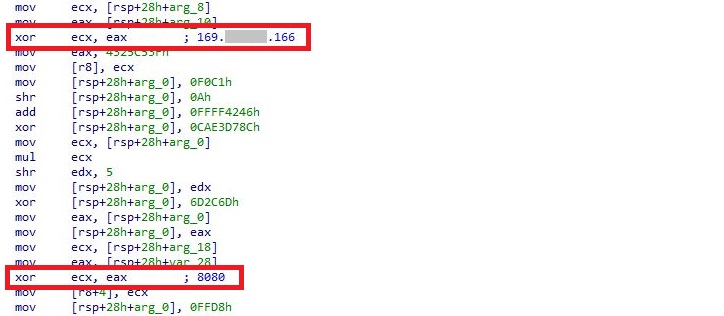 mov ecx, [rsp+28h+arg_8]
mov eax, [rsp+28h+arg_10]
xor ecx, eax ; 169. .166
mov eax, 4325C53Fh
mov [r8], ecx
mov [rsp+28h+arg_0], 0F0C1h
shr [rsp+28h+arg_0], 0Ah
add [rsp+28h+arg_0], 0FFFF4246h
xor [rsp+28h+arg_0], 0CAE3D78Ch
mov ecx, [rsp+28h+arg_0]
mul ecx
shr edx, 5
mov [rsp+28h+arg_0], edx
xor [rsp+28h+arg_0], 6D2C6Dh
mov eax, [rsp+28h+arg_0]
mov [rsp+28h+arg_0], eax
mov ecx, [rsp+28h+arg_18]
mov eax, [rsp+28h+var_28]
xor ecx, eax ; 8080
mov [r8+4], ecx
mov [rsp+28h+arg_0], 0FFD8h